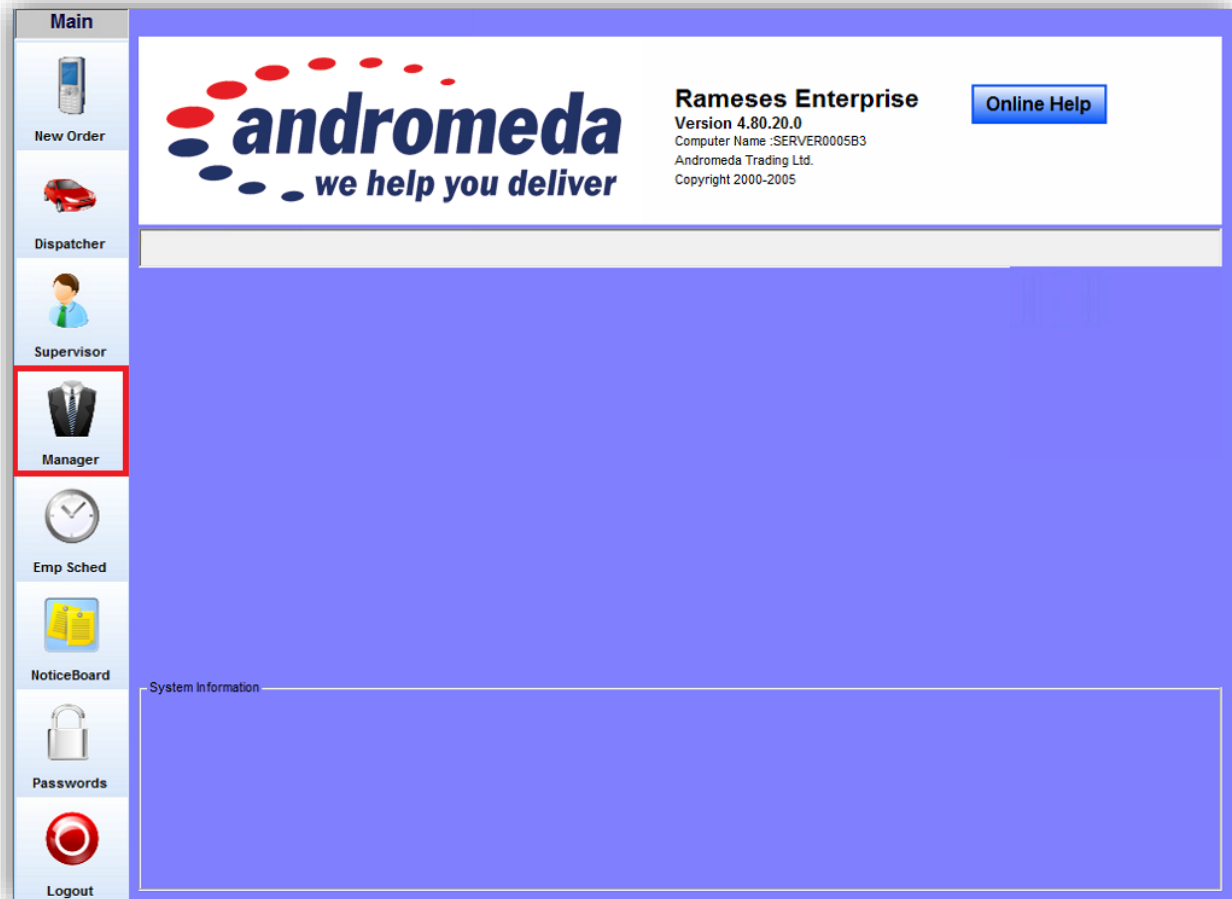 Main
New Order
Dispatcher
Supervisor
Manager
Emp Sched
NoticeBoard
Passwords
Logout
andromeda
we help you deliver
Rameses Enterprise
Version 4.80.20.0
Computer Name :SERVER0005B3
Andromeda Trading Ltd.
Copyright 2000-2005
Online Help
System Information